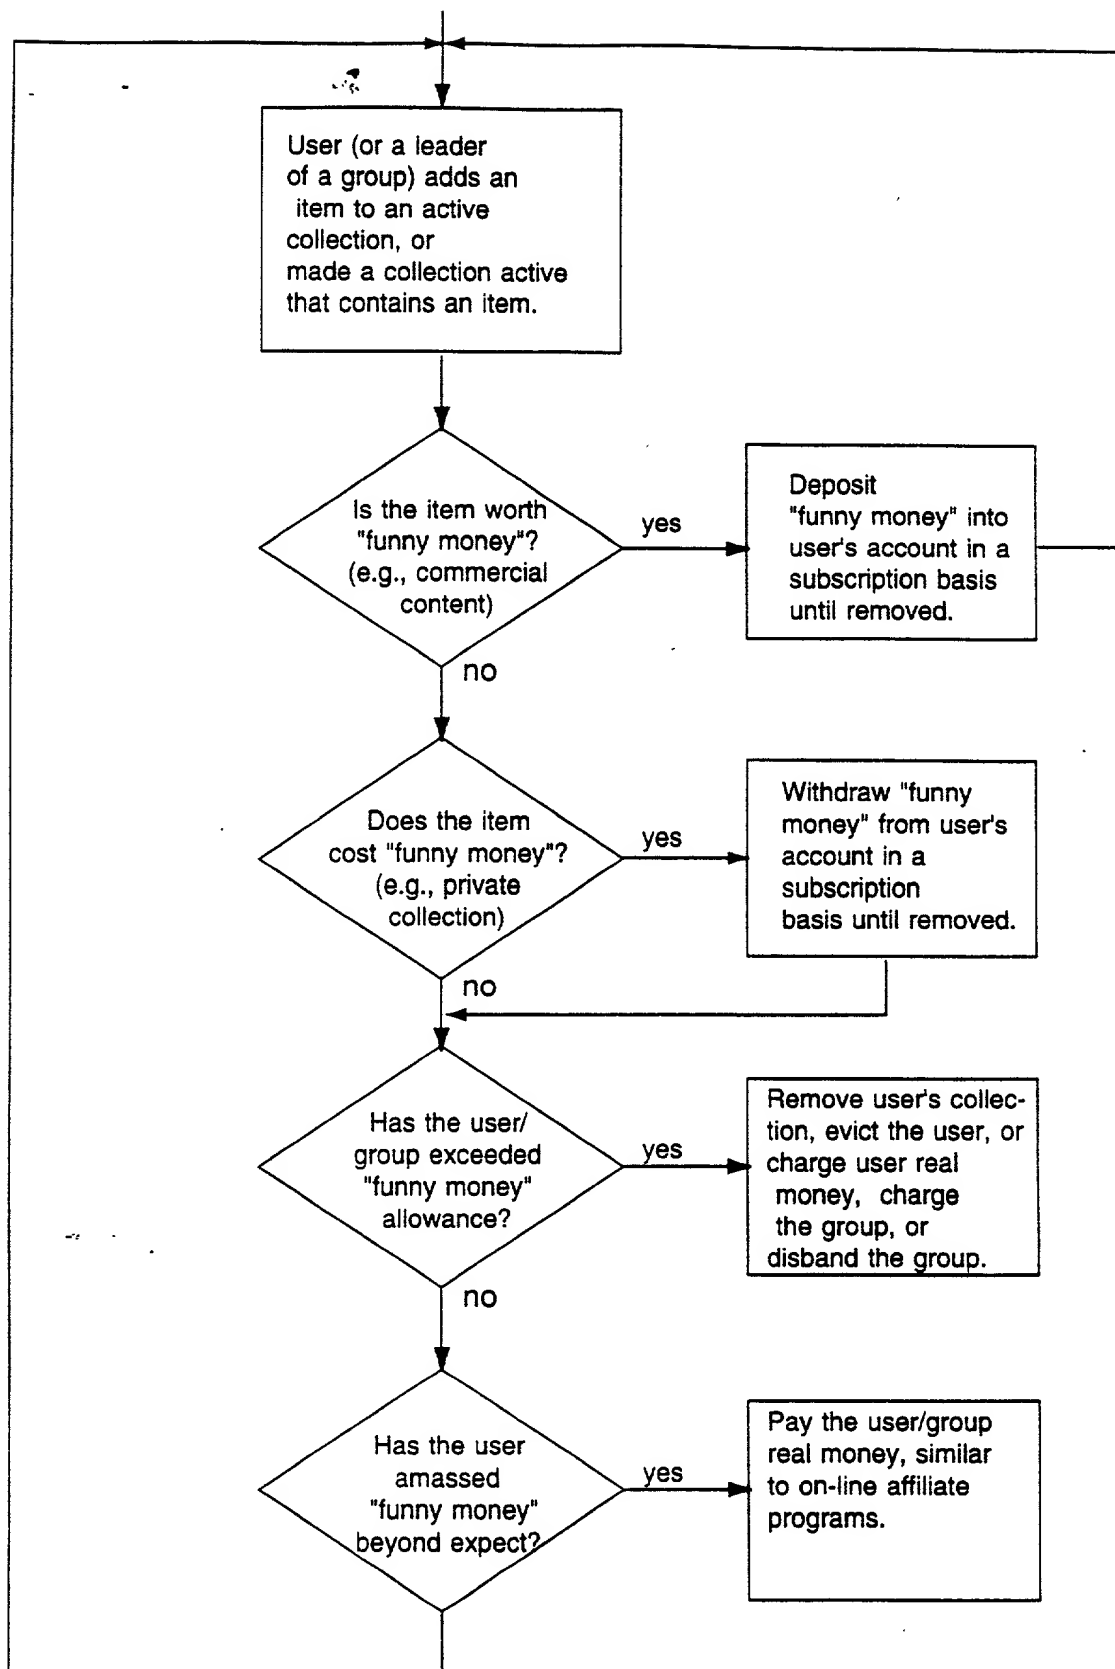 User (or a leader
of a group) adds an
item to an active
collection, or
made a collection active
that contains an item.
Is the item worth
"funny money"?
(e.g., commercial
content)
yes
Deposit
"funny money" into
user's account in a
subscription basis
until removed.
no
Does the item
cost "funny money"?
(e.g., private
collection)
yes
Withdraw "funny
money" from user's
account in a
subscription
basis until removed.
no
Has the user/
group exceeded
"funny money"
allowance?
yes
Remove user's collec-
tion, evict the user, or
charge user real
money, charge
the group, or
disband the group.
no
Has the user
amassed
"funny money"
beyond expect?
yes
Pay the user/group
real money, similar
to on-line affiliate
programs.